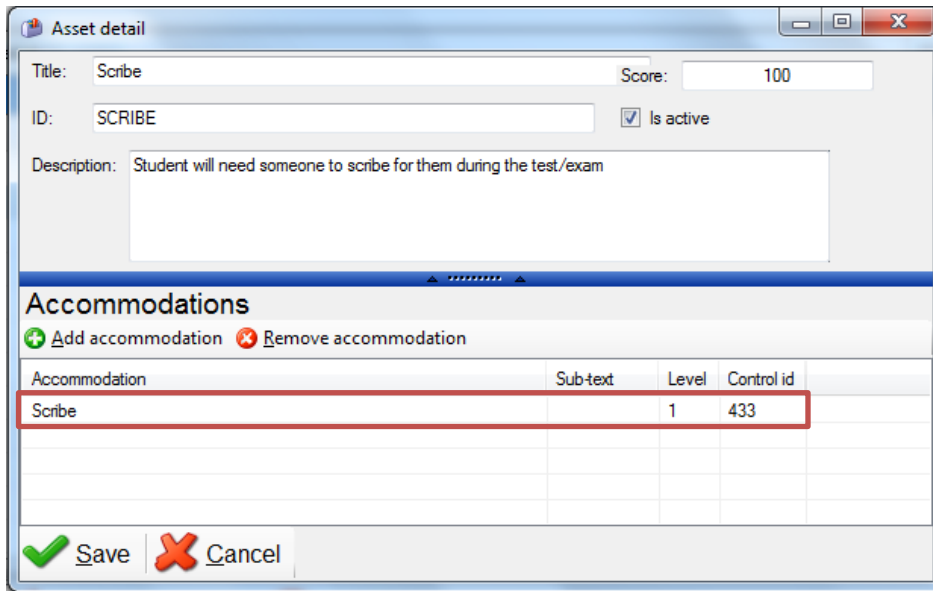 Asset detail
Title: Scribe Score: 100
ID: SCRIBE Is active
Description: Student will need someone to scribe for them during the test/exam
Accommodations
Add accommodation Remove accommodation
Accommodation Sub-text Level Control id
Scribe 1 433
Save Cancel